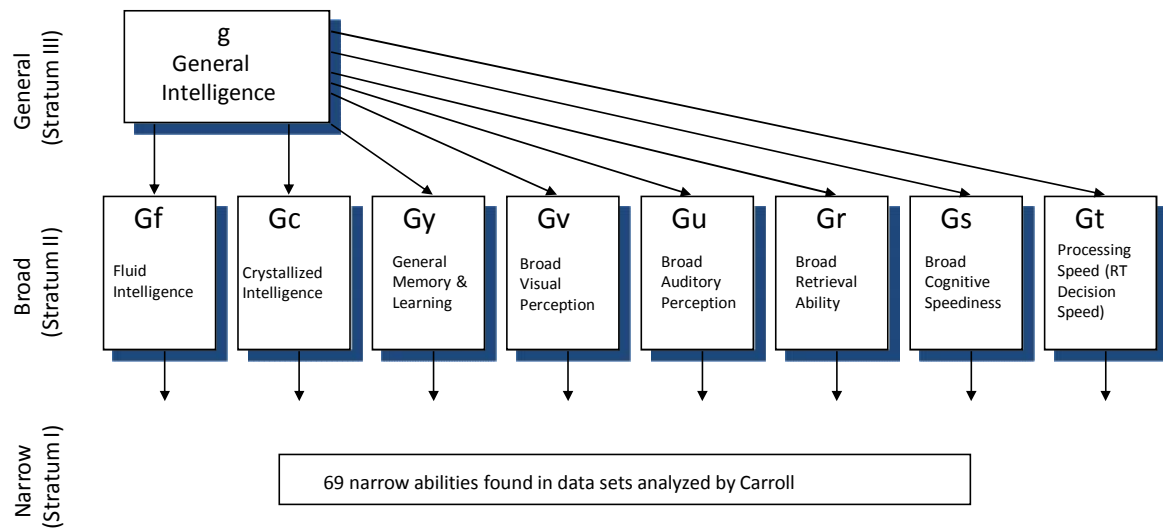 General
(Stratum III)
g
General
Intelligence
Broad
(Stratum II)
Gf
Fluid
Intelligence
Gc
Crystallized
Intelligence
Gy
General
Memory &
Learning
Gv
Broad
Visual
Perception
Gu
Broad
Auditory
Perception
Gr
Broad
Retrieval
Ability
Gs
Broad
Cognitive
Speediness
Gt
Processing
Speed (RT
Decision
Speed)
Narrow
(Stratum I)
69 narrow abilities found in data sets analyzed by Carroll